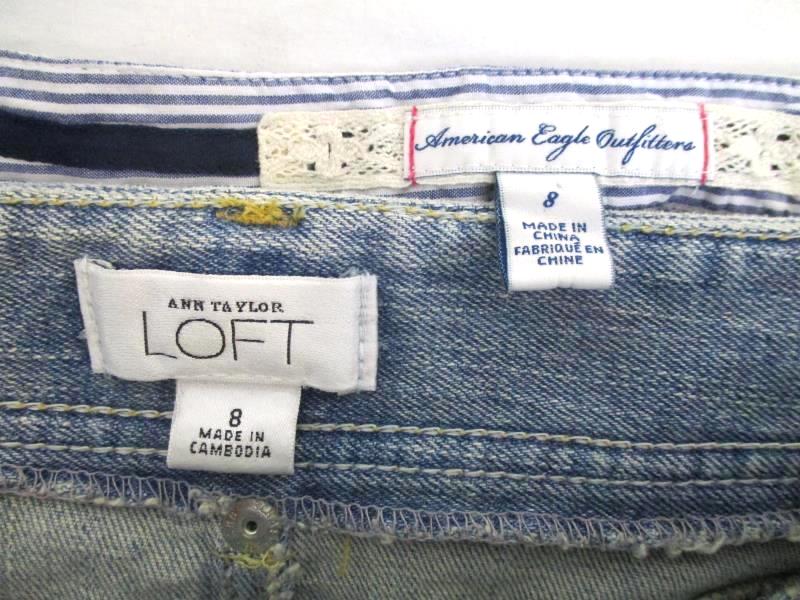 American Eagle Outfitters
8
MADE IN
CHINA
FABRIQUÉ EN
CHINE
ANN TAYLOR
LOFT
8
MADE IN
CAMBODIA